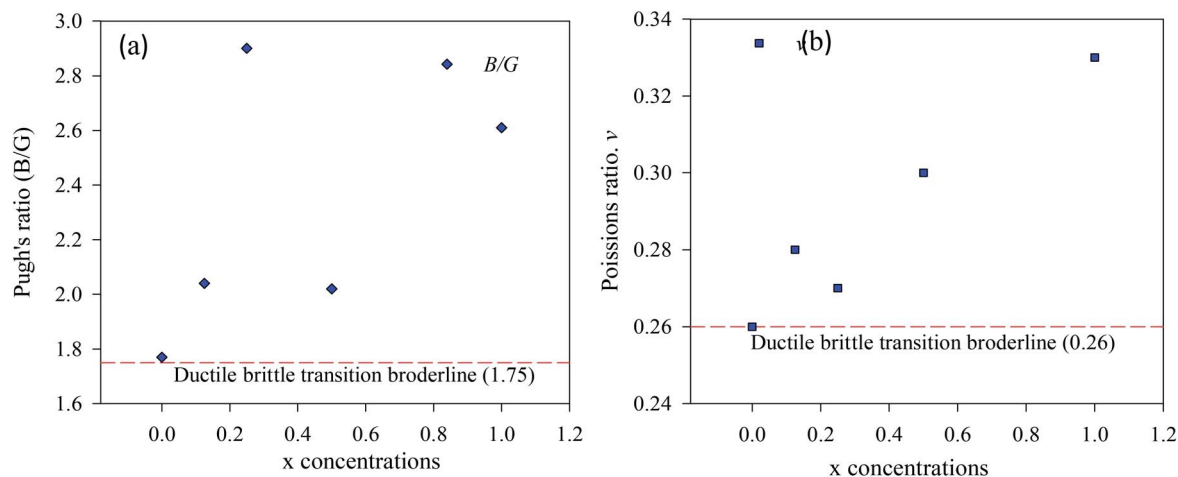 (a)
B/G
3.0
2.8
2.6
2.4
2.2
2.0
1.8
1.6
Pugh's ratio (B/G)
Ductile brittle transition broderline (1.75)
0.0 0.2 0.4 0.6 0.8 1.0 1.2
x concentrations
(b)
v
0.34
0.32
0.30
0.28
0.26
0.24
Poissions ratio. v
Ductile brittle transition broderline (0.26)
0.0 0.2 0.4 0.6 0.8 1.0 1.2
x concentrations